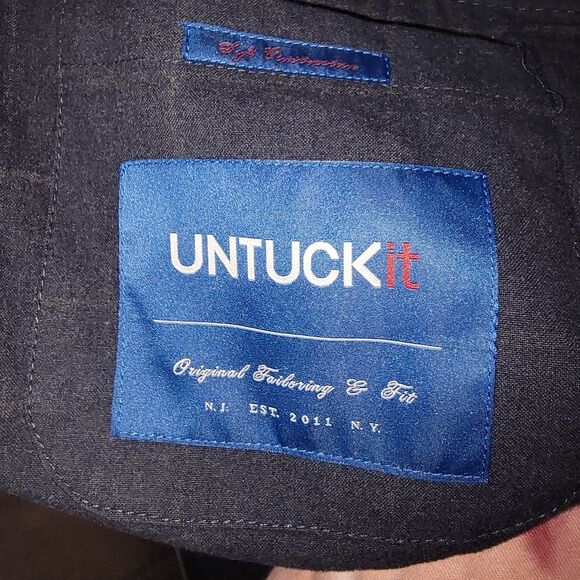 Soft Construction
UNTUCKit
Original Tailoring & Fit
N.J. EST. 2011 N.Y.